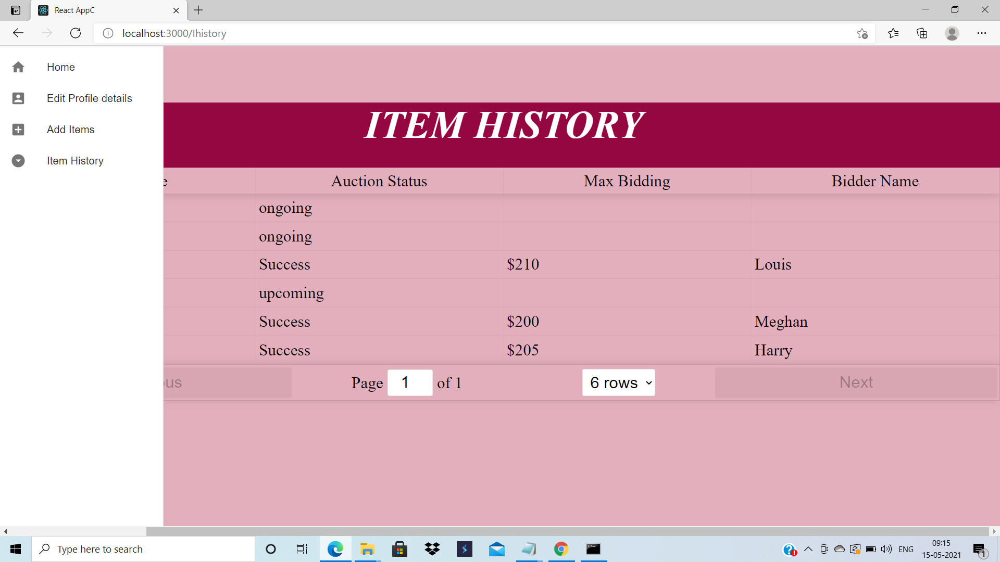 React AppC
localhost:3000/Ihistory
Home
Edit Profile details
Add Items
Item History
ITEM HISTORY
e Auction Status Max Bidding Bidder Name
ongoing
ongoing
Success $210 Louis
upcoming
Success $200 Meghan
Success $205 Harry
ous Page 1 of 1 6 rows Next
Type here to search
ENG
09:15
15-05-2021
1